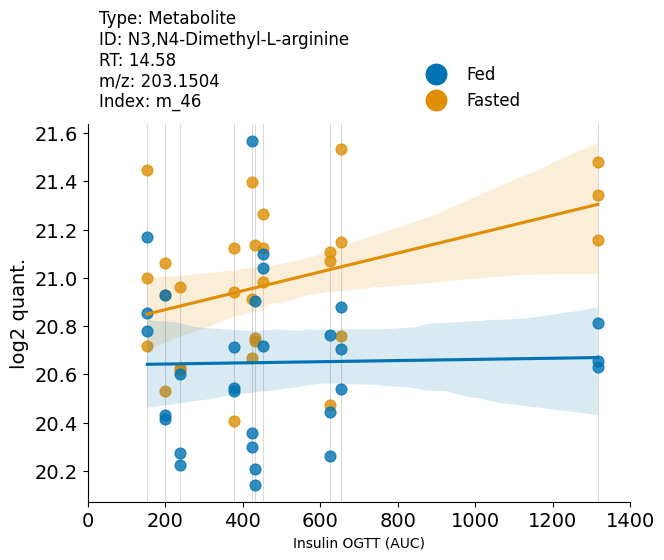 Type: Metabolite
ID: N3,N4-Dimethyl-L-arginine
RT: 14.58
m/z: 203.1504
Index: m_46
Fed
Fasted
21.6
21.4
21.2
21.0
20.8
20.6
20.4
20.2
log2 quant.
0 200 400 600 800 1000 1200 1400
Insulin OGTT (AUC)